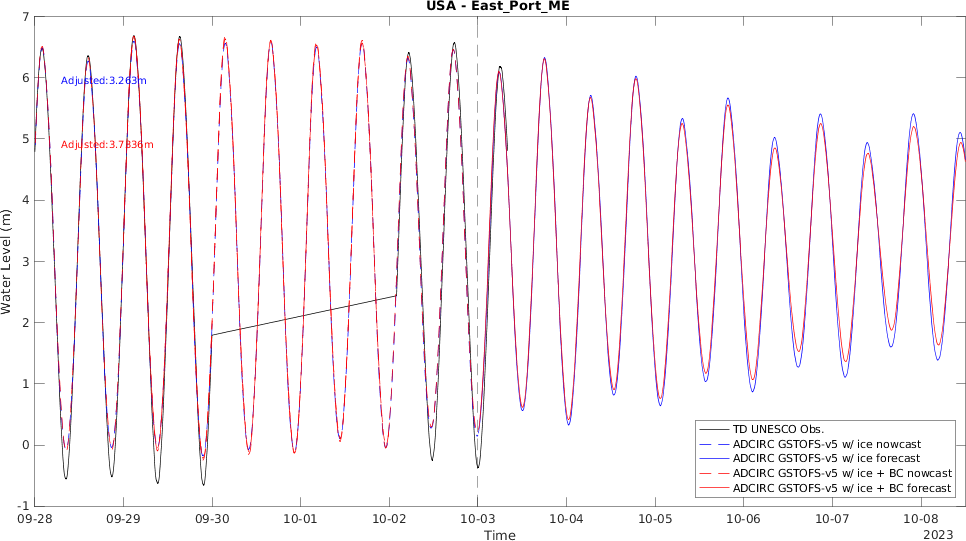 USA - East_Port_ME
7
6
5
4
3
2
1
0
-1
Water Level (m)
Adjusted:3.263m
Adjusted:3.7836m
TD UNESCO Obs.
ADCIRC GSTOFS-v5 w/ ice nowcast
ADCIRC GSTOFS-v5 w/ ice forecast
ADCIRC GSTOFS-v5 w/ ice + BC nowcast
ADCIRC GSTOFS-v5 w/ ice + BC forecast
09-28 09-29 09-30 10-01 10-02 10-03 10-04 10-05 10-06 10-07 10-08
Time
2023